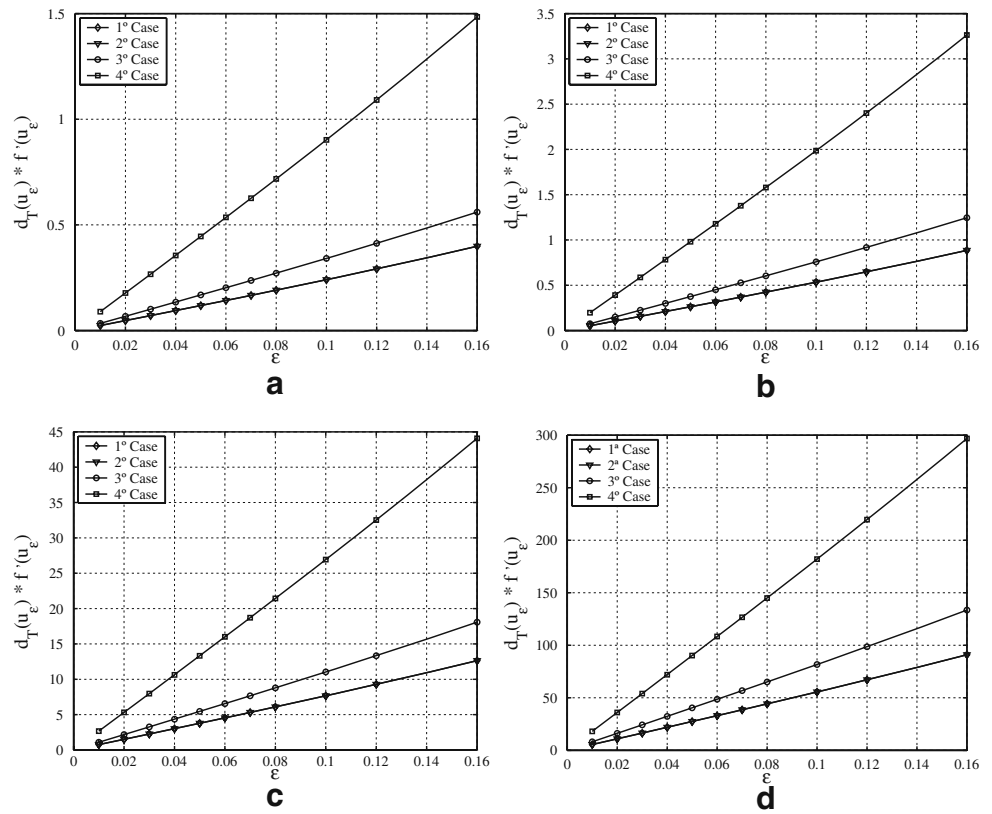 1.5
1
0.5
0
d_T(u_ε) * f '(u_ε)
1º Case
2º Case
3º Case
4º Case
0 0.02 0.04 0.06 0.08 0.1 0.12 0.14 0.16
ε
a
3.5
3
2.5
2
1.5
1
0.5
0
d_T(u_ε) * f '(u_ε)
1º Case
2º Case
3º Case
4º Case
0 0.02 0.04 0.06 0.08 0.1 0.12 0.14 0.16
ε
b
45
40
35
30
25
20
15
10
5
0
d_T(u_ε) * f '(u_ε)
1º Case
2º Case
3º Case
4º Case
0 0.02 0.04 0.06 0.08 0.1 0.12 0.14 0.16
ε
c
300
250
200
150
100
50
0
d_T(u_ε) * f '(u_ε)
1ª Case
2ª Case
3º Case
4º Case
0 0.02 0.04 0.06 0.08 0.1 0.12 0.14 0.16
ε
d